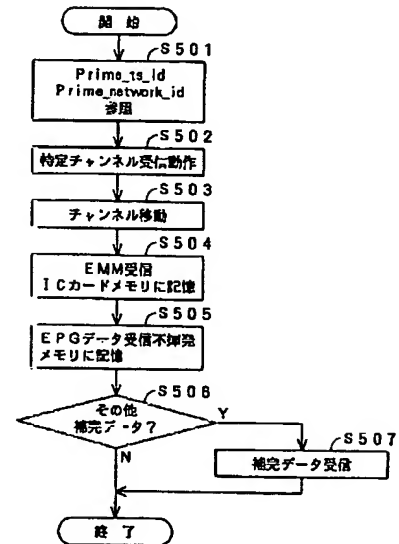 開 始
S501
Prime_ts_id
Prime_network_id
参照
S502
特定チャンネル受信動作
S503
チャンネル移動
S504
EMM受信
ICカードメモリに記憶
S505
EPGデータ受信不揮発
メモリに記憶
S506
その他
補完データ?
Y
N
S507
補完データ受信
終 了